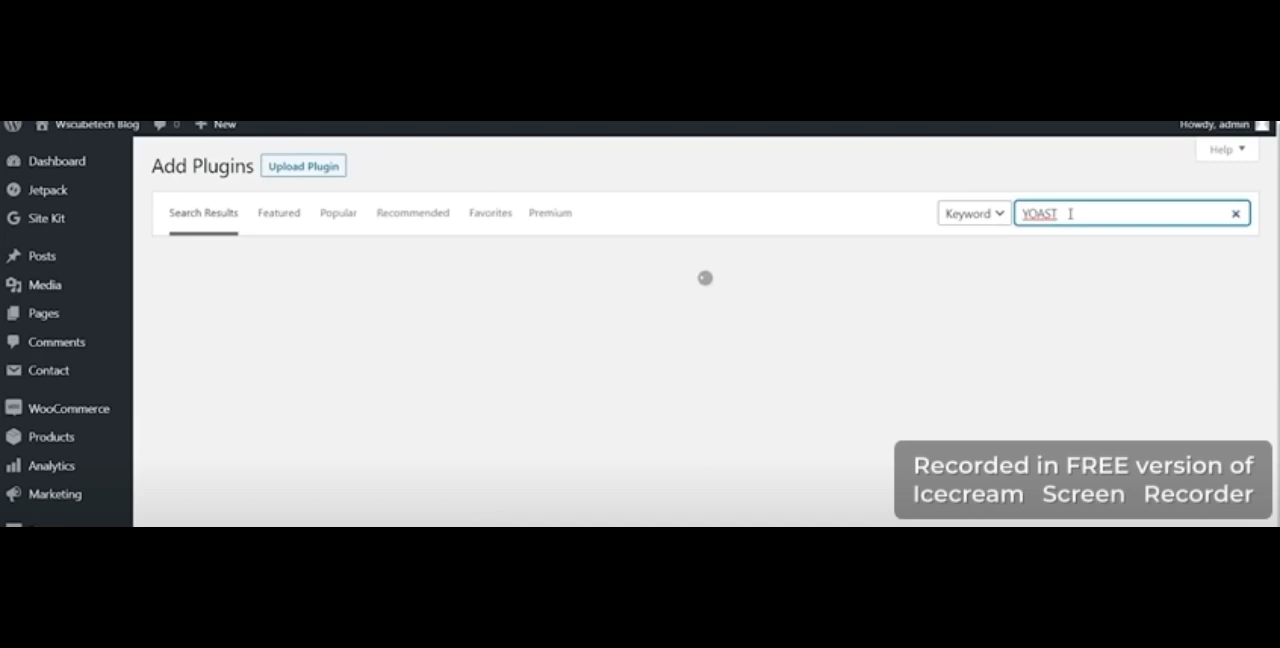 Wscubetech Blog 0 New Howdy, admin
Dashboard
Jetpack
Site Kit
Posts
Media
Pages
Comments
Contact
WooCommerce
Products
Analytics
Marketing
Add Plugins Upload Plugin
Help
Search Results Featured Popular Recommended Favorites Premium
Keyword YOAST
Recorded in FREE version of
Icecream Screen Recorder